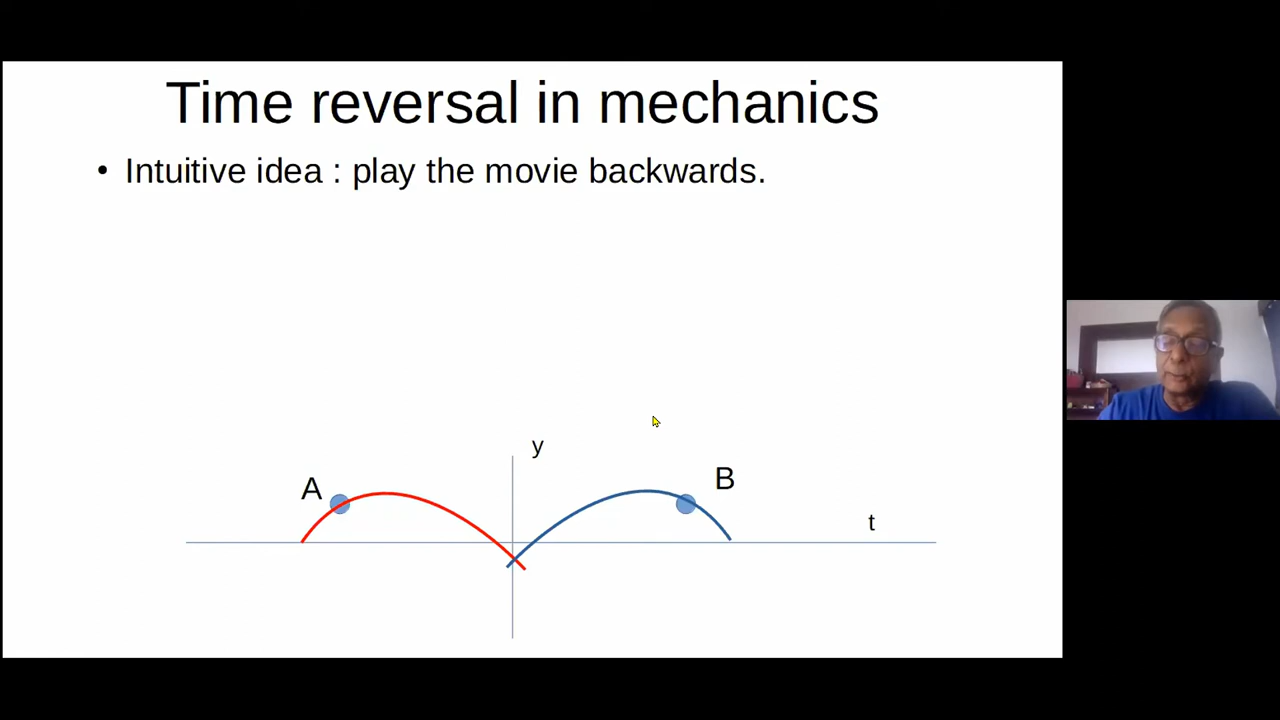 Time reversal in mechanics
• Intuitive idea : play the movie backwards.
y
A
B
t